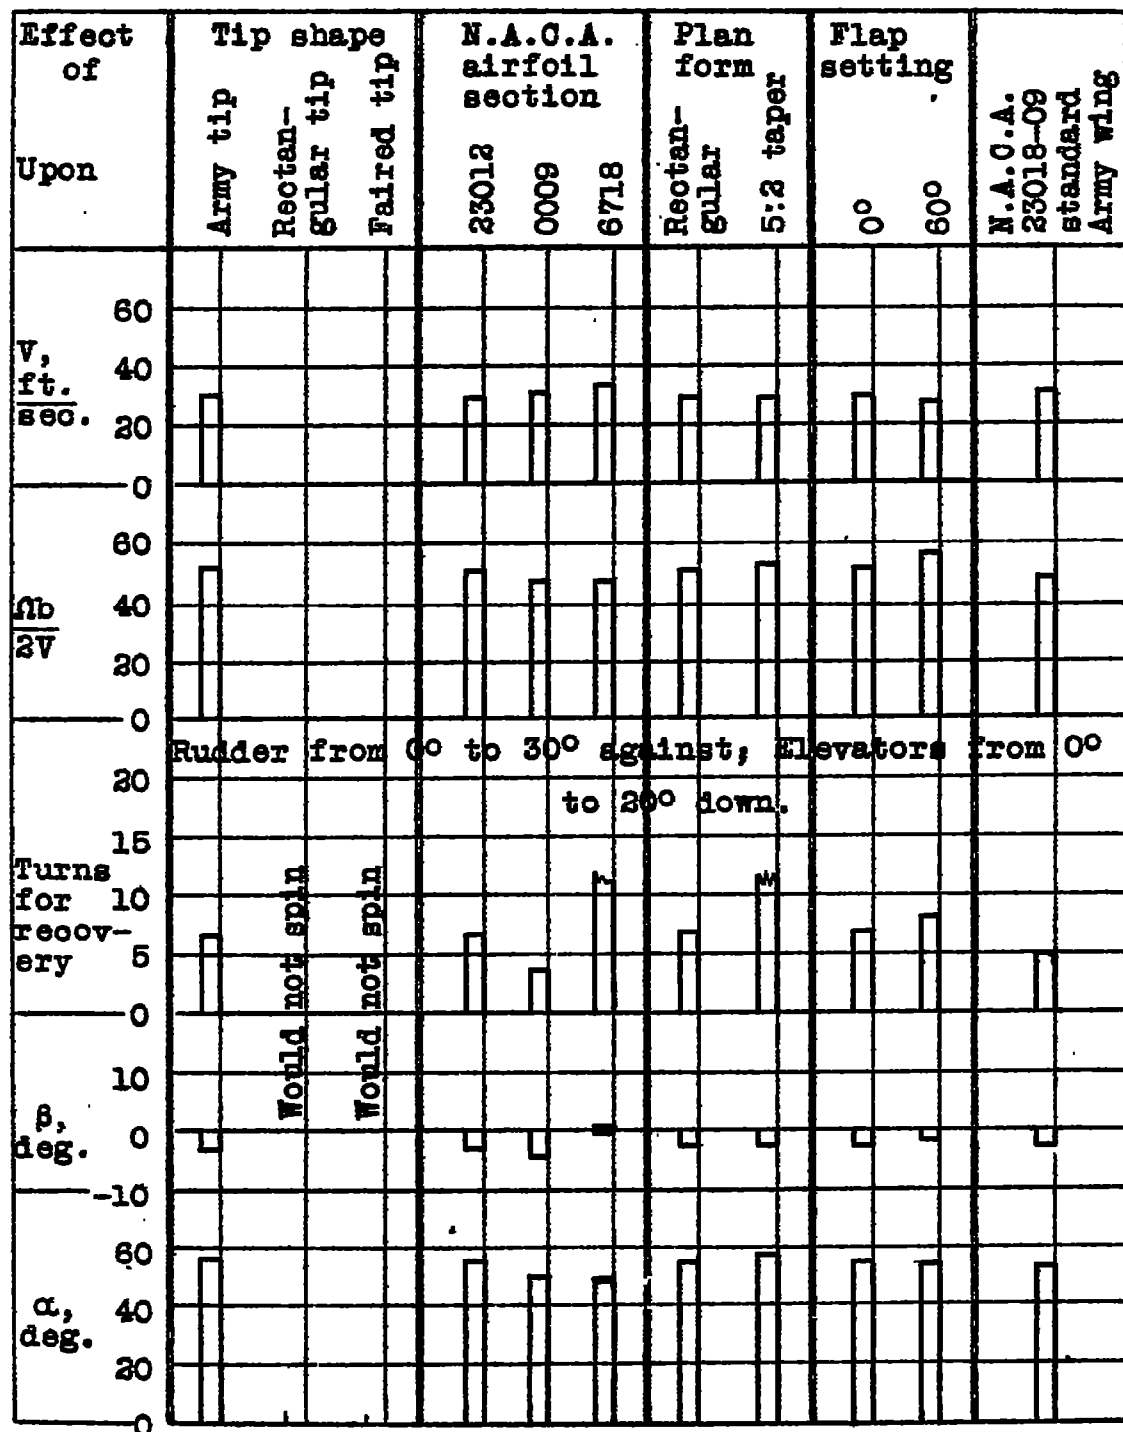 Effect
of
Upon
Tip shape
Army tip
Rectan-
gular tip
Faired tip
N.A.C.A.
airfoil
section
23012
0009
6718
Plan
form
Rectan-
gular
5:2 taper
Flap
setting
0°
60°
N.A.C.A.
23018-09
standard
Army wing
V,
ft.
sec.
60
40
20
0
Ωb
2V
60
40
20
0
Rudder from 0° to 30° against; Elevators from 0°
to 20° down.
Turns
for
recov-
ery
20
15
10
5
0
Would not spin
Would not spin
β,
deg.
10
0
-10
α,
deg.
60
40
20
0